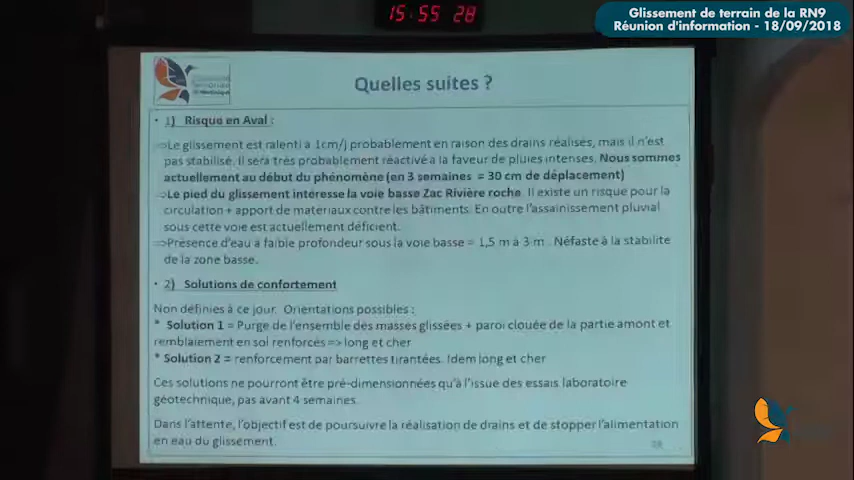 15 55 28
Glissement de terrain de la RN9
Réunion d'information - 18/09/2018
Quelles suites ?
• 1) Risque en Aval :
⇒Le glissement est ralenti à 1cm/j probablement en raison des drains réalisés, mais il n'est
pas stabilisé. Il sera très probablement réactivé à la faveur de pluies intenses. Nous sommes
actuellement au début du phénomène (en 3 semaines = 30 cm de déplacement)
⇒Le pied du glissement intéresse la voie basse Zac Rivière roche. Il existe un risque pour la
circulation + apport de matériaux contre les bâtiments. En outre l'assainissement pluvial
sous cette voie est actuellement déficient.
⇒Présence d'eau à faible profondeur sous la voie basse = 1,5 m à 3 m . Néfaste à la stabilité
de la zone basse.
• 2) Solutions de confortement
Non définies à ce jour. Orientations possibles :
* Solution 1 = Purge de l'ensemble des masses glissées + paroi clouée de la partie amont et
remblaiement en sol renforcés => long et cher
* Solution 2 = renforcement par barrettes tirantées. Idem long et cher
Ces solutions ne pourront être pré-dimensionnées qu'à l'issue des essais laboratoire
géotechnique, pas avant 4 semaines.
Dans l'attente, l'objectif est de poursuivre la réalisation de drains et de stopper l'alimentation
en eau du glissement.